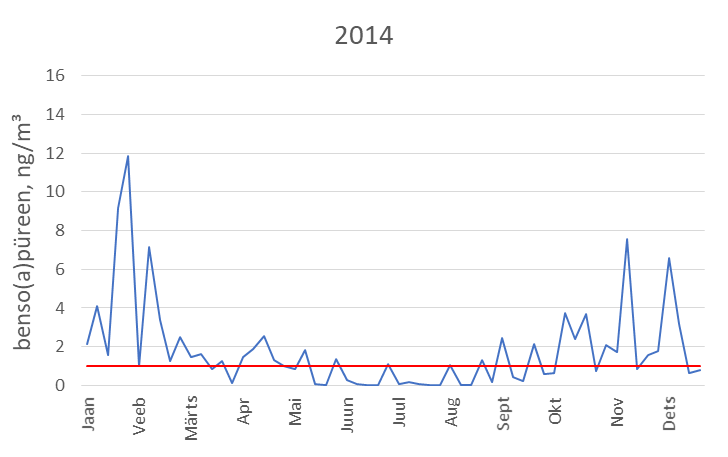 2014
benso(a)püreen, ng/m³
16
14
12
10
8
6
4
2
0
Jaan
Veeb
Märts
Apr
Mai
Juun
Juul
Aug
Sept
Okt
Nov
Dets